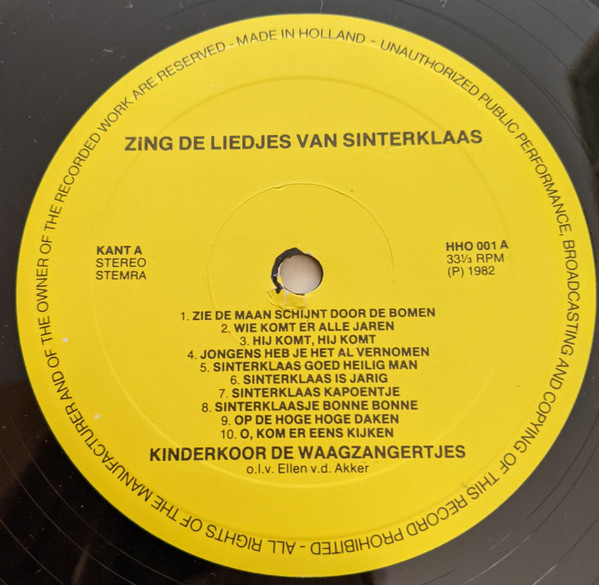 ALL RIGHTS OF THE MANUFACTURER AND OF THE OWNER OF THE RECORDED WORK ARE RESERVED - MADE IN HOLLAND - UNAUTHORIZED PUBLIC PERFORMANCE, BROADCASTING AND COPYING OF THIS RECORD PROHIBITED -
ZiNG DE LIEDJES VAN SINTERKLAAS
KANT A
STEREO
STEMRA
HHO 001 A
33⅓ RPM
(P) 1982
1. ZIE DE MAAN SCHIJNT DOOR DE BOMEN
2. WIE KOMT ER ALLE JAREN
3. HIJ KOMT, HIJ KOMT
4. JONGENS HEB JE HET AL VERNOMEN
5. SINTERKLAAS GOED HEILIG MAN
6. SINTERKLAAS IS JARIG
7. SINTERKLAAS KAPOENTJE
8. SINTERKLAASJE BONNE BONNE
9. OP DE HOGE HOGE DAKEN
10. O, KOM ER EENS KIJKEN
KINDERKOOR DE WAAGZANGERTJES
o.l.v. Ellen v.d. Akker